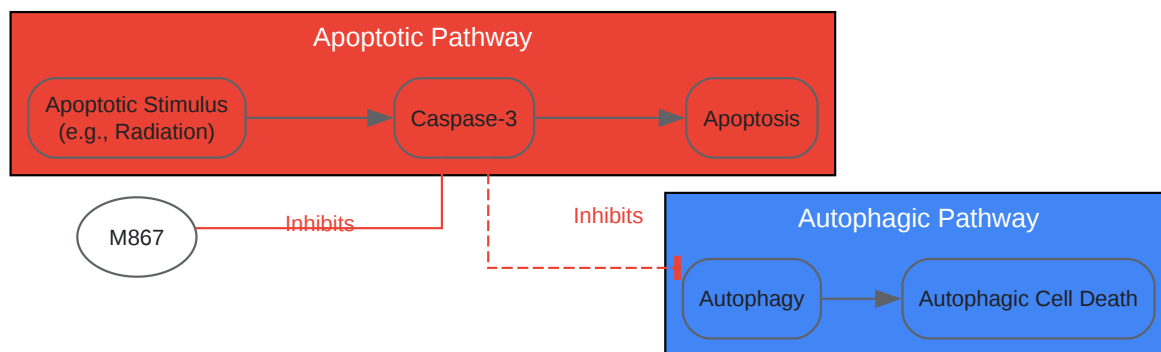 Apoptotic Pathway
Apoptotic Stimulus
(e.g., Radiation)
Caspase-3
Apoptosis
M867
Inhibits
Inhibits
Autophagic Pathway
Autophagy
Autophagic Cell Death